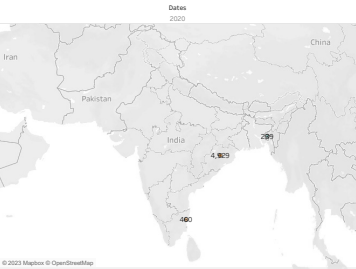 Dates
2020
China
Iran
Pakistan
India
© 2023 Mapbox © OpenStreetMap